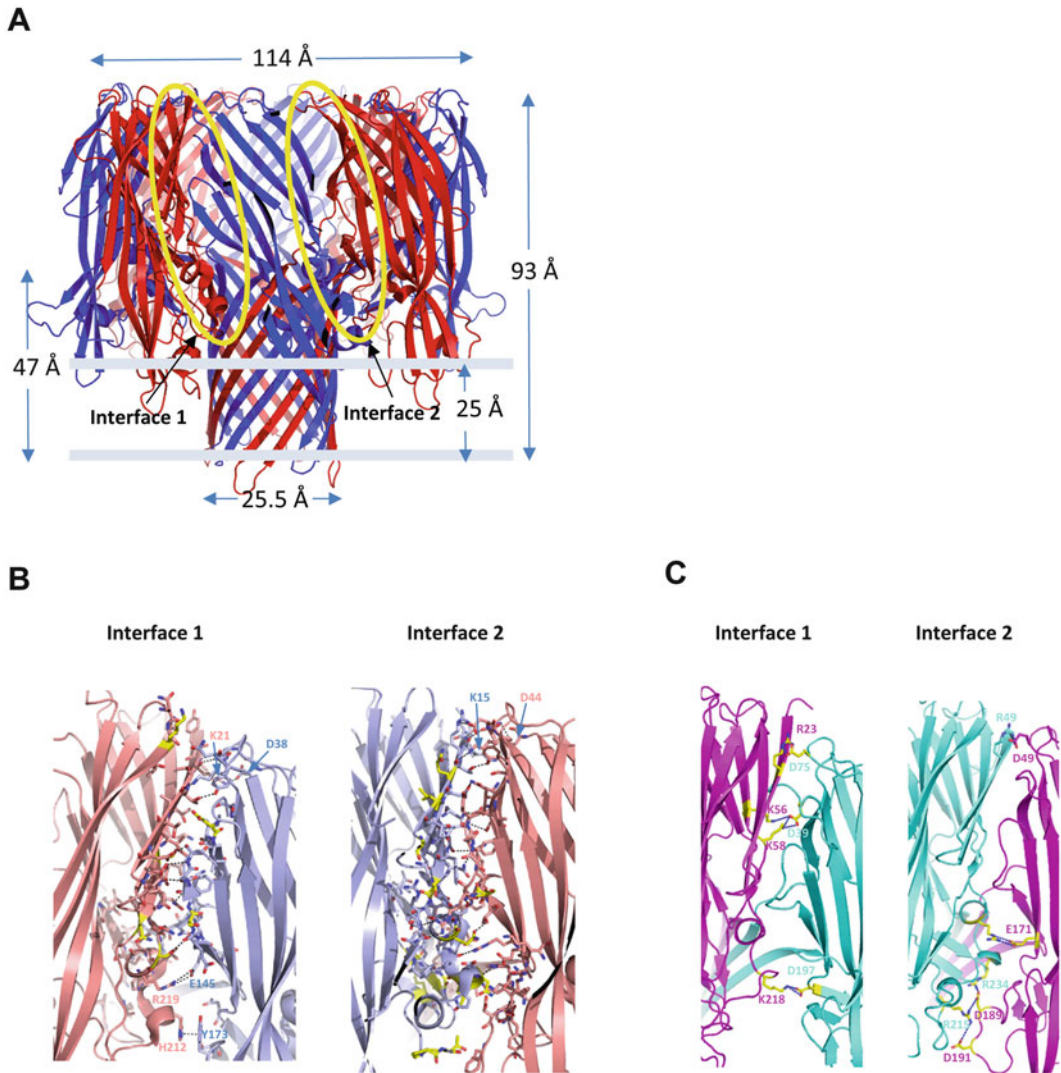 A
114 Å
93 Å
47 Å
Interface 1
Interface 2
25 Å
25.5 Å
B
C
Interface 1
Interface 2
Interface 1
Interface 2
K21
D38
R219
E145
H212
Y173
K15
D44
R23
D75
K56
D39
K58
D197
K218
R49
D49
E171
R234
R215
D189
D191